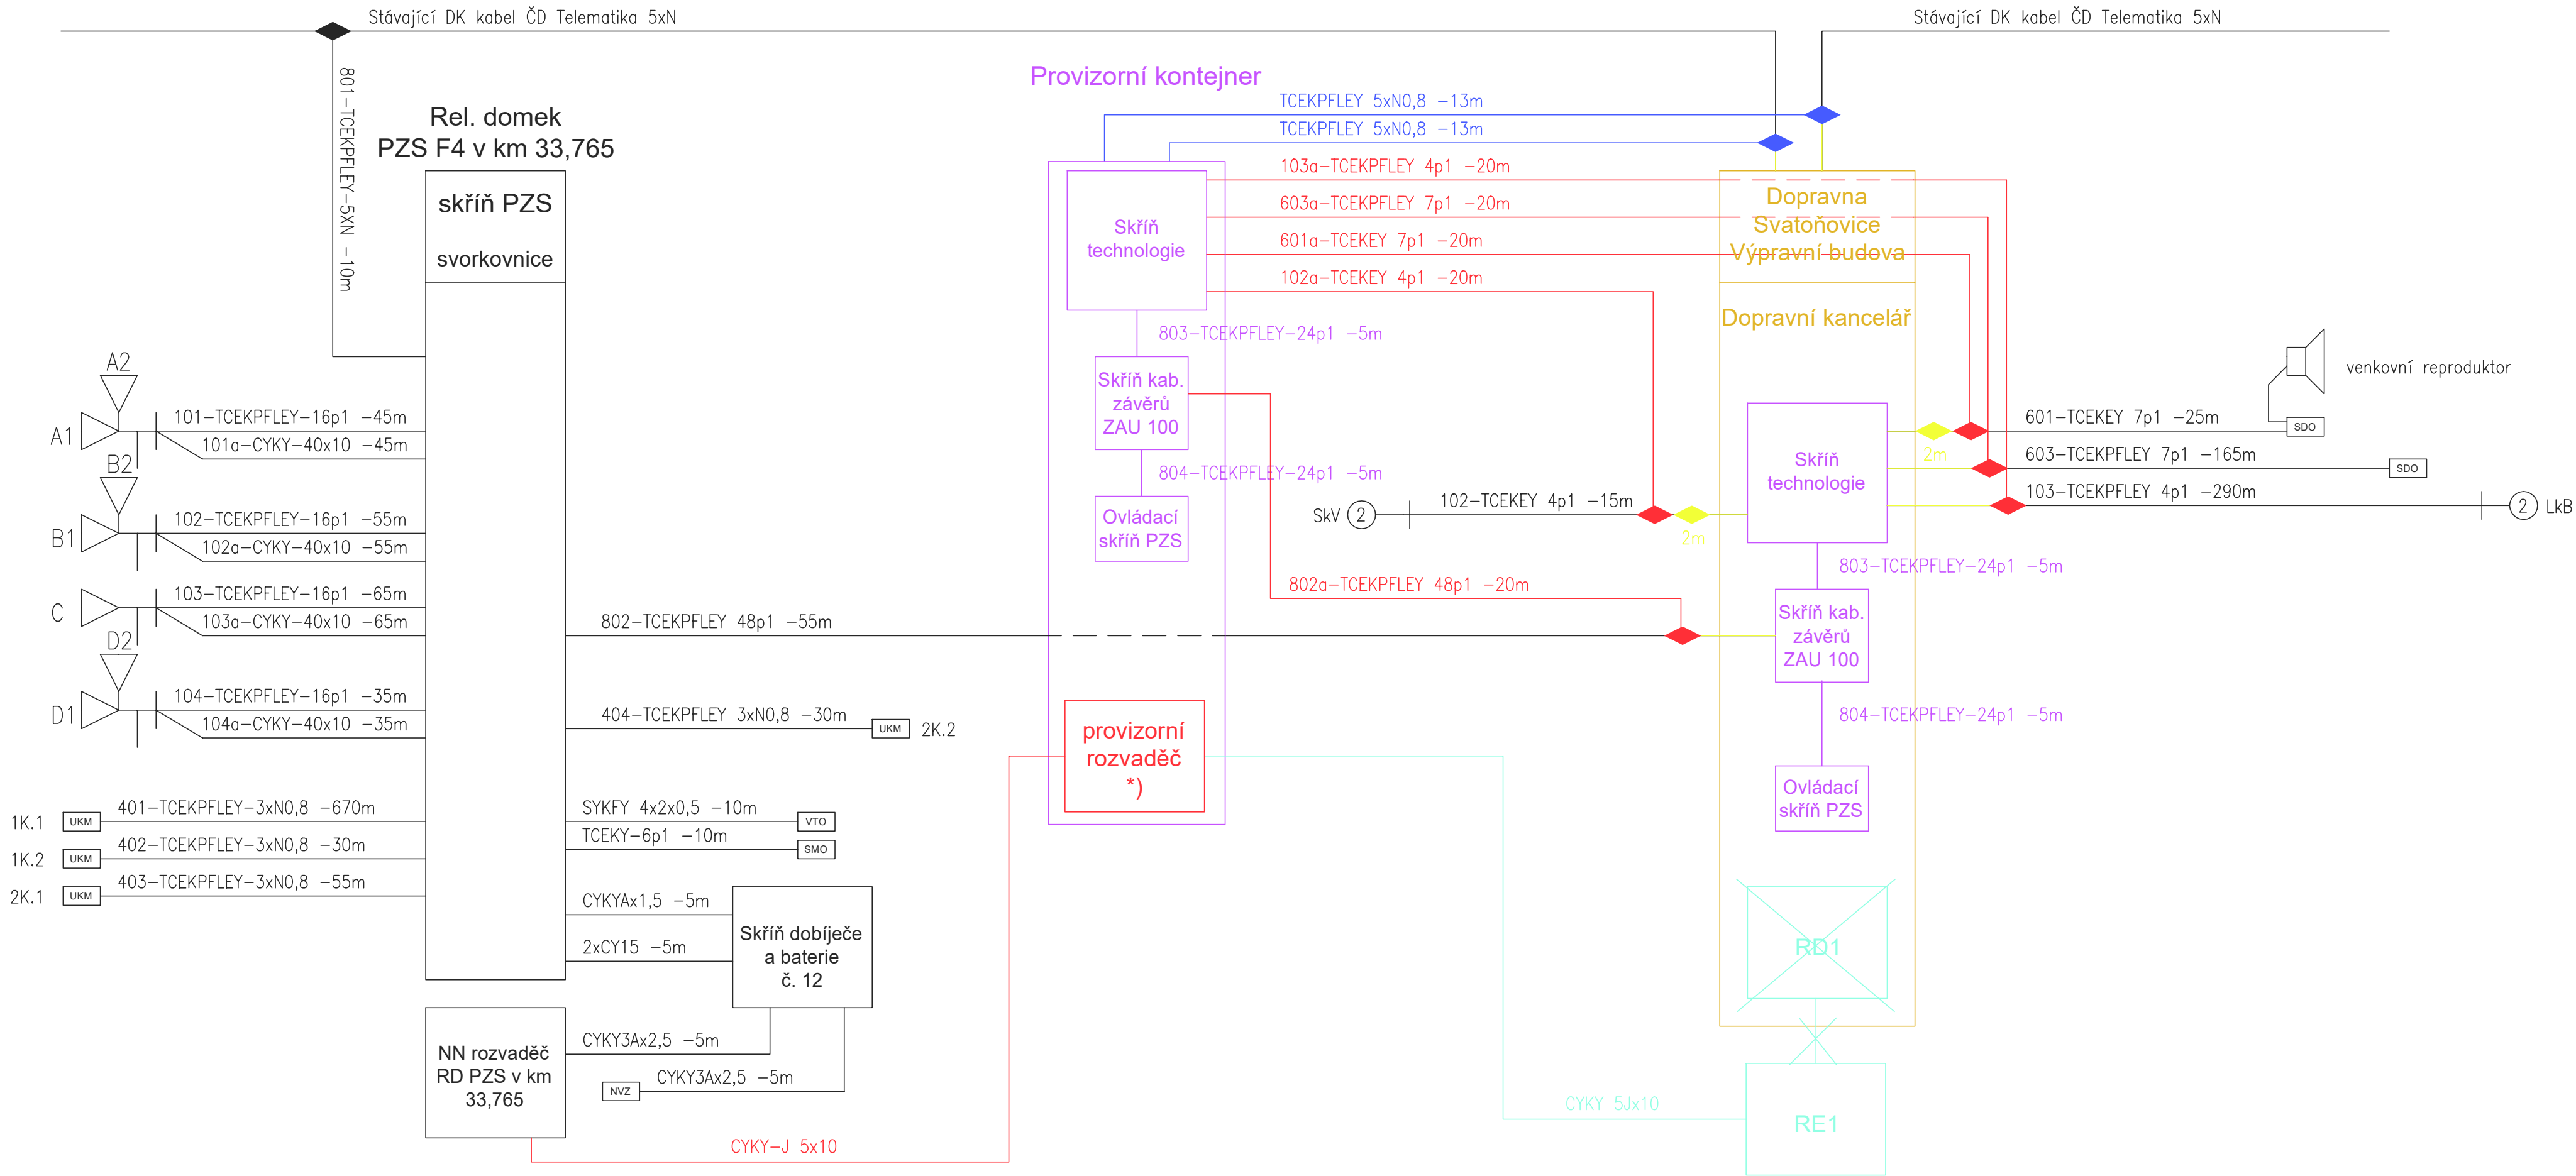 Stávající DK kabel ČD Telematika 5xN
Stávající DK kabel ČD Telematika 5xN
801-TCEKPFLEY-5XN -10m
Rel. domek
PZS F4 v km 33,765
skříň PZS
svorkovnice
A2
A1
101-TCEKPFLEY-16p1 -45m
101a-CYKY-40x10 -45m
B2
B1
102-TCEKPFLEY-16p1 -55m
102a-CYKY-40x10 -55m
C
103-TCEKPFLEY-16p1 -65m
103a-CYKY-40x10 -65m
D2
D1
104-TCEKPFLEY-16p1 -35m
104a-CYKY-40x10 -35m
1K.1
UKM
401-TCEKPFLEY-3xN0,8 -670m
1K.2
UKM
402-TCEKPFLEY-3xN0,8 -30m
2K.1
UKM
403-TCEKPFLEY-3xN0,8 -55m
802-TCEKPFLEY 48p1 -55m
404-TCEKPFLEY 3xN0,8 -30m
UKM
2K.2
SYKFY 4x2x0,5 -10m
VTO
TCEKY-6p1 -10m
SMO
CYKYAx1,5 -5m
2xCY15 -5m
Skříň dobíječe
a baterie
č. 12
NN rozvaděč
RD PZS v km
33,765
CYKY3Ax2,5 -5m
NVZ
CYKY3Ax2,5 -5m
CYKY-J 5x10
Provizorní kontejner
TCEKPFLEY 5xN0,8 -13m
TCEKPFLEY 5xN0,8 -13m
103a-TCEKPFLEY 4p1 -20m
603a-TCEKPFLEY 7p1 -20m
601a-TCEKEY 7p1 -20m
102a-TCEKEY 4p1 -20m
Skříň
technologie
803-TCEKPFLEY-24p1 -5m
Skříň kab.
závěrů
ZAU 100
804-TCEKPFLEY-24p1 -5m
Ovládací
skříň PZS
SkV
2
102-TCEKEY 4p1 -15m
2m
802a-TCEKPFLEY 48p1 -20m
provizorní
rozvaděč
*)
CYKY 5Jx10
Dopravna
Svatoňovice
Výpravní budova
Dopravní kancelář
Skříň
technologie
2m
803-TCEKPFLEY-24p1 -5m
Skříň kab.
závěrů
ZAU 100
804-TCEKPFLEY-24p1 -5m
Ovládací
skříň PZS
RD1
RE1
venkovní reproduktor
601-TCEKEY 7p1 -25m
SDO
603-TCEKPFLEY 7p1 -165m
SDO
103-TCEKPFLEY 4p1 -290m
2
LkB